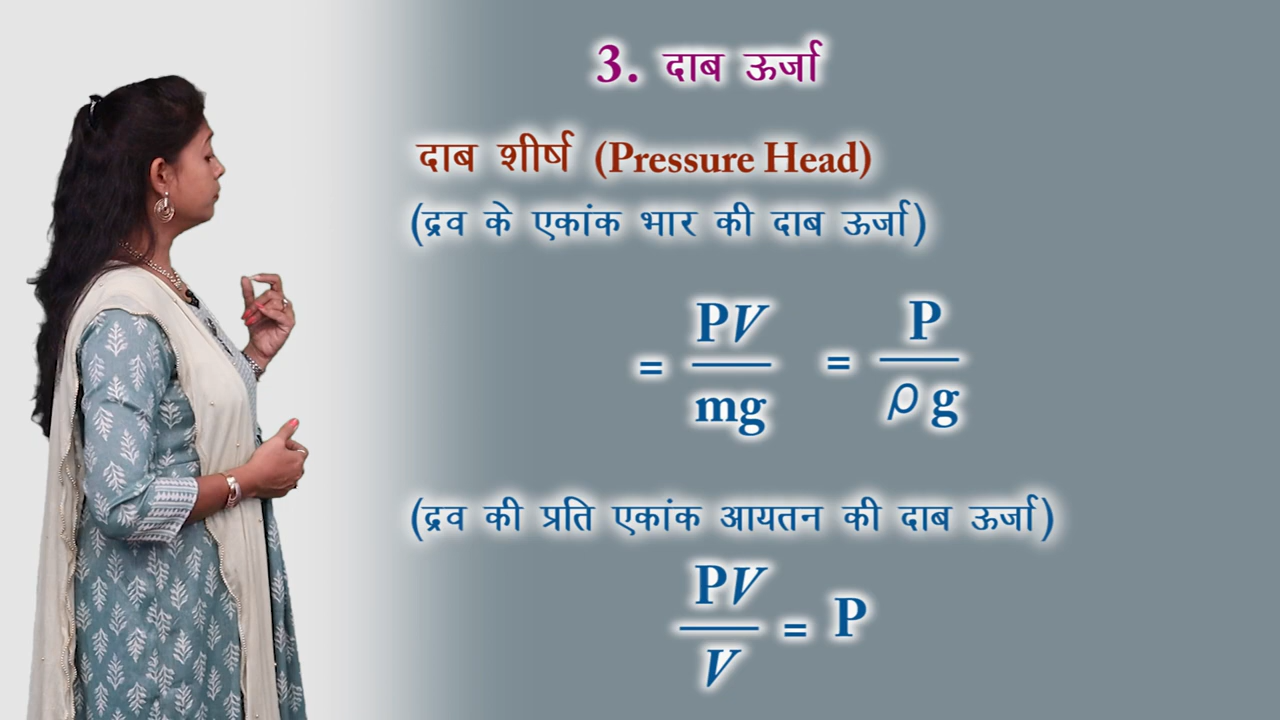 3. दाब ऊर्जा
दाब शीर्ष (Pressure Head)
(द्रव के एकांक भार की दाब ऊर्जा)
= PV/mg = P/ρg
(द्रव की प्रति एकांक आयतन की दाब ऊर्जा)
PV/V = P